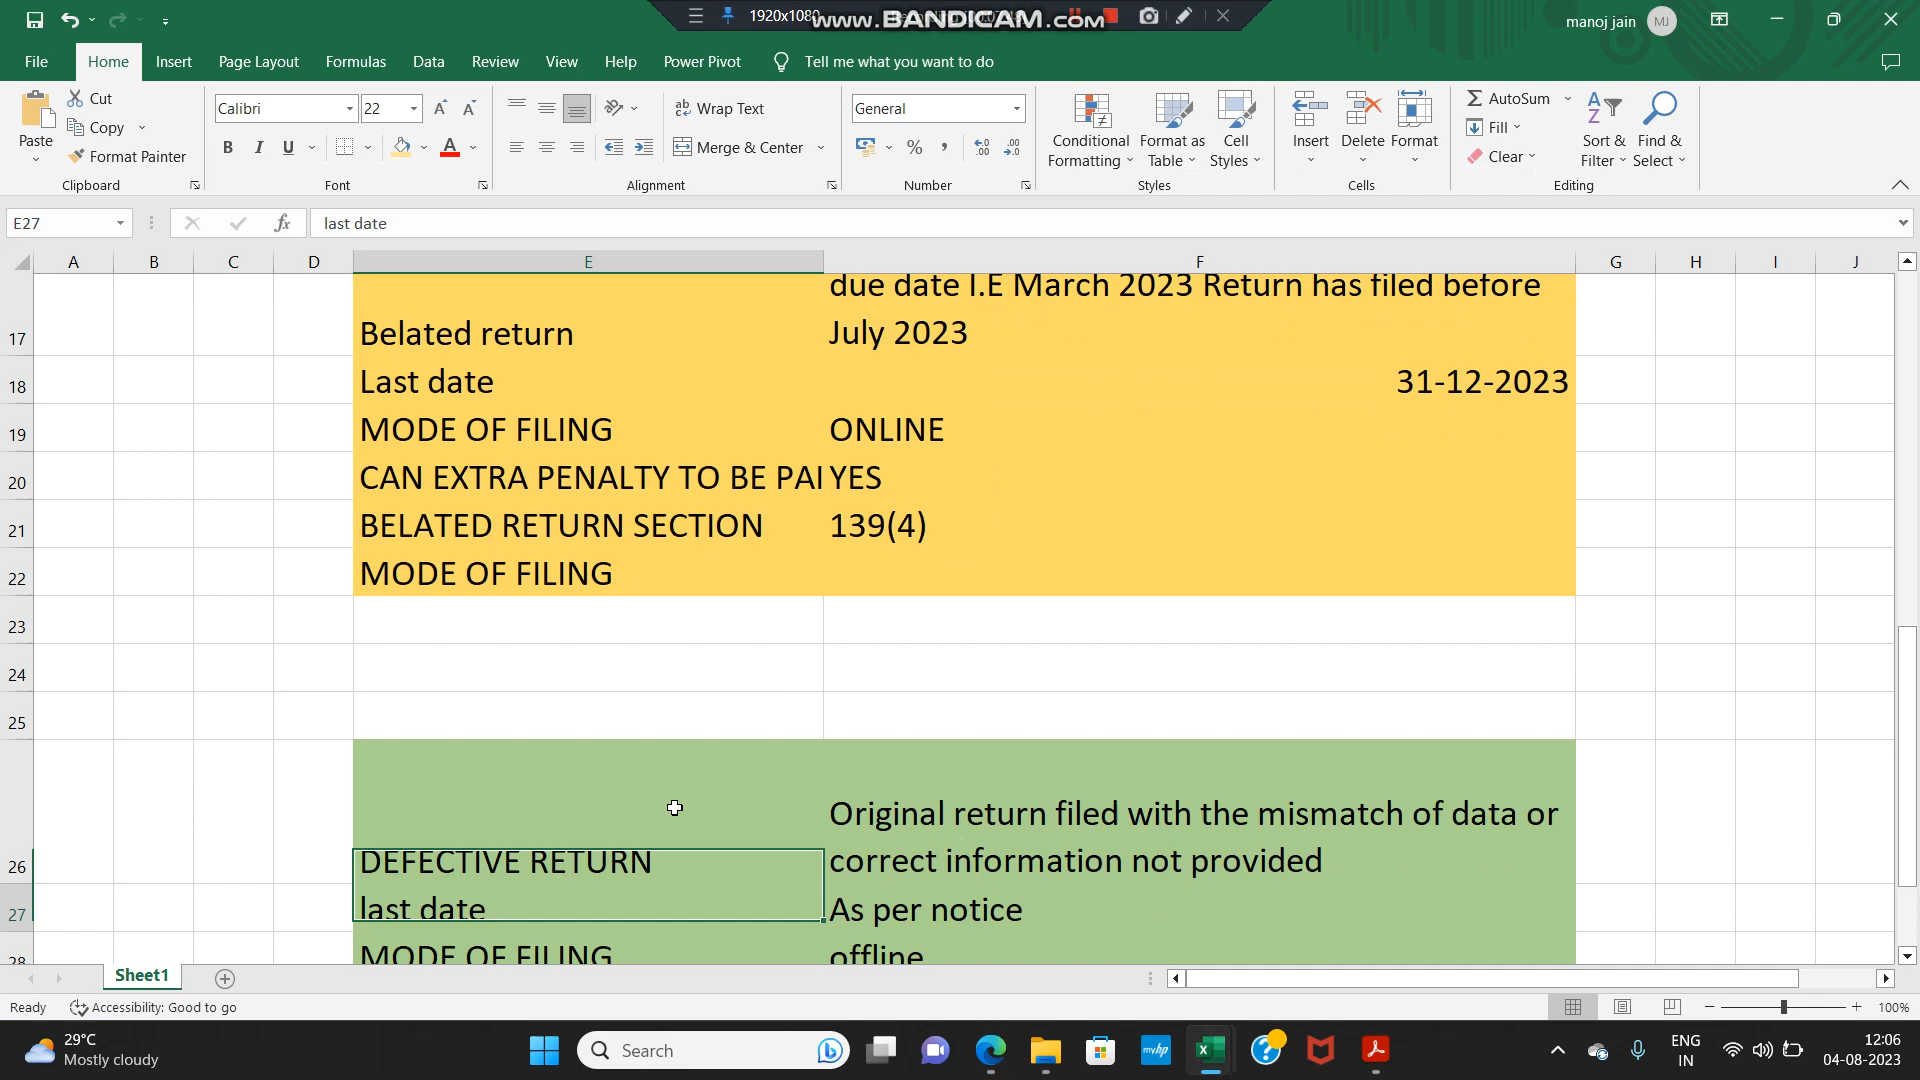 1920x1080
www.BANDICAM.com
manoj jain
MJ
File
Home
Insert
Page Layout
Formulas
Data
Review
View
Help
Power Pivot
Tell me what you want to do
Paste
Cut
Copy
Format Painter
Clipboard
Calibri
22
Font
Wrap Text
Merge & Center
Alignment
General
Number
Conditional Formatting
Format as Table
Cell Styles
Styles
Insert
Delete
Format
Cells
AutoSum
Fill
Clear
Sort & Filter
Find & Select
Editing
E27
fx
last date
A B C D E F G H I J
due date I.E March 2023 Return has filed before
17 Belated return July 2023
18 Last date 31-12-2023
19 MODE OF FILING ONLINE
20 CAN EXTRA PENALTY TO BE PAI YES
21 BELATED RETURN SECTION 139(4)
22 MODE OF FILING
23
24
25
Original return filed with the mismatch of data or
26 DEFECTIVE RETURN correct information not provided
27 last date As per notice
28 MODE OF FILING offline
Sheet1
Ready
Accessibility: Good to go
100%
29°C
Mostly cloudy
Search
myhp
ENG
IN
12:06
04-08-2023